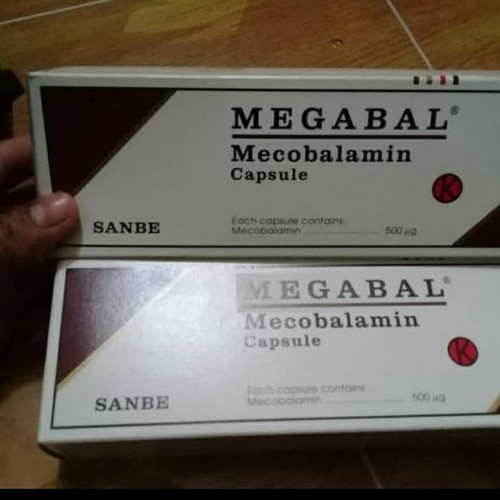 MEGABAL®
Mecobalamin
Capsule
K
SANBE
Each capsule contains:
Mecobalamin ........................ 500 µg
MEGABAL®
Mecobalamin
Capsule
K
SANBE
Each capsule contains:
Mecobalamin ........................ 500 µg